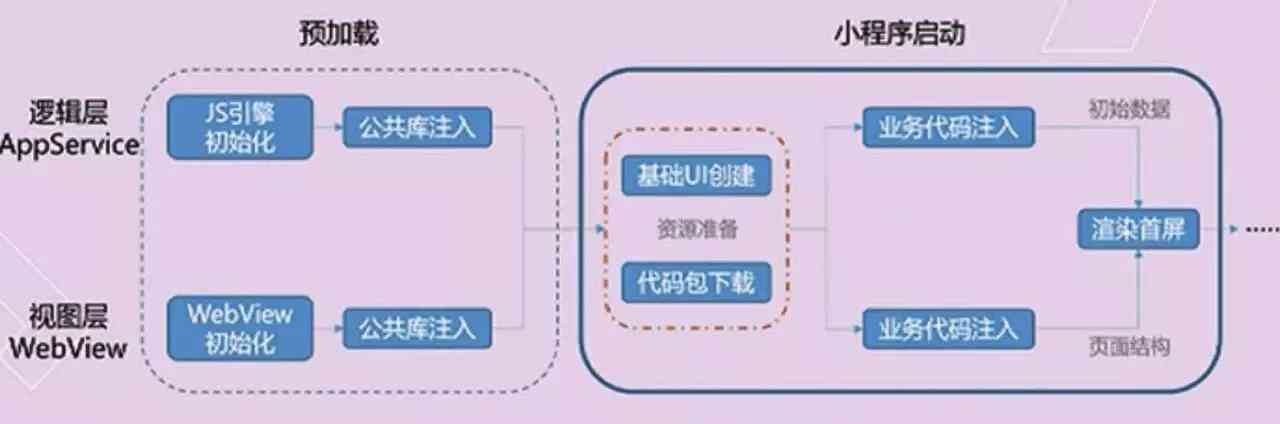 预加载
小程序启动
逻辑层
AppService
JS引擎
初始化
公共库注入
基础UI创建
资源准备
代码包下载
业务代码注入
初始数据
渲染首屏
......
视图层
WebView
WebView
初始化
公共库注入
业务代码注入
页面结构